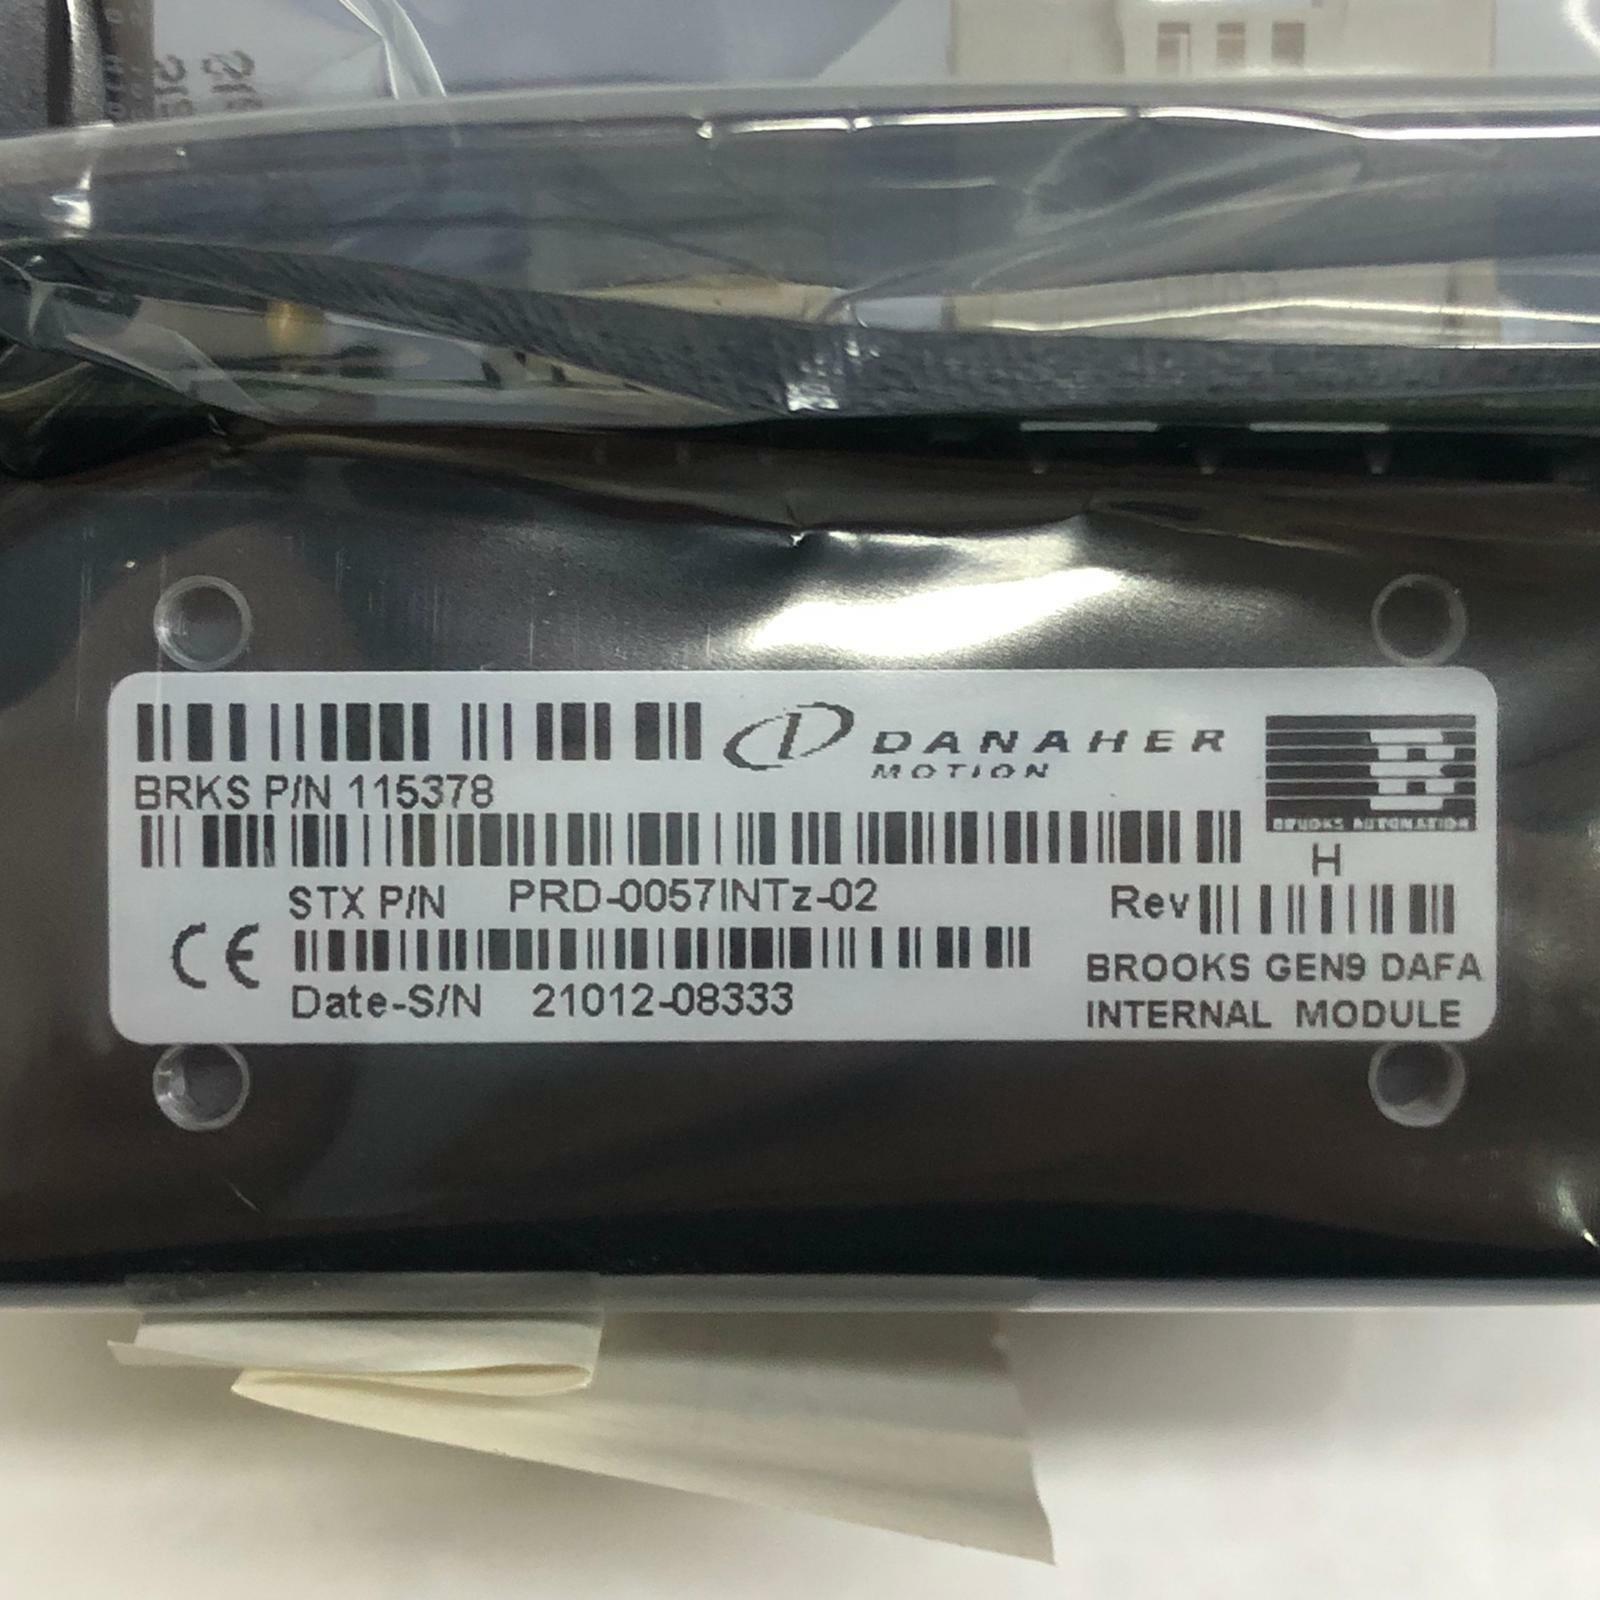 DANAHER
MOTION
BRKS P/N 115378
BROOKS AUTOMATION
H
STX P/N PRD-0057INTz-02
Rev
CE
Date-S/N 21012-08333
BROOKS GEN9 DAFA
INTERNAL MODULE